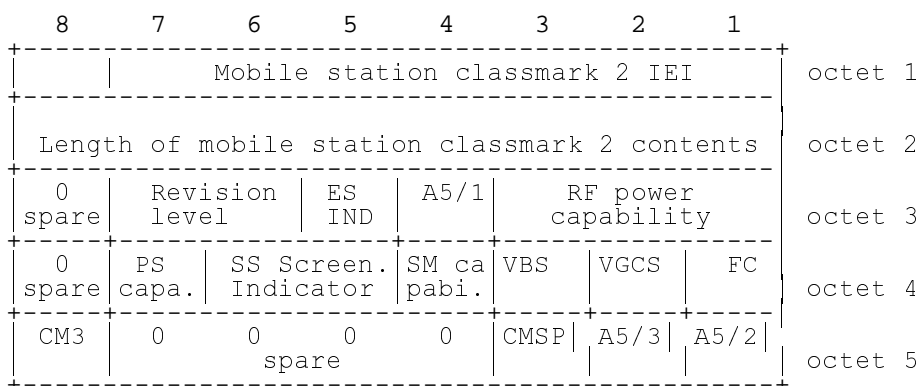 8 7 6 5 4 3 2 1
Mobile station classmark 2 IEI octet 1
Length of mobile station classmark 2 contents octet 2
0 Revision ES A5/1 RF power
spare level IND capability octet 3
0 PS SS Screen. SM ca VBS VGCS FC
spare capa. Indicator pabi. octet 4
CM3 0 0 0 0 CMSP A5/3 A5/2
spare octet 5